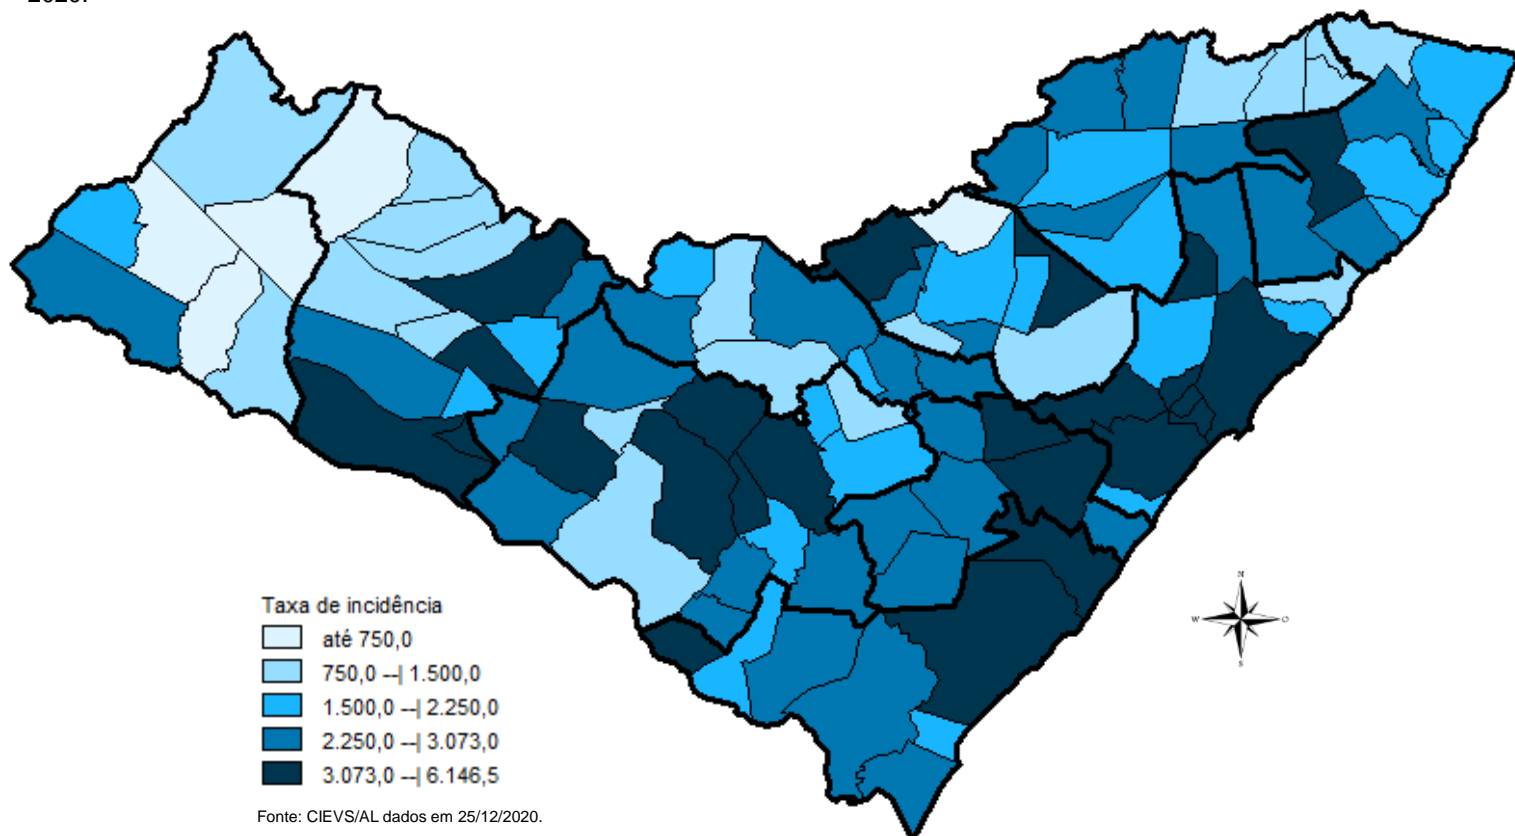 2020.
Taxa de incidência
até 750,0
750,0 --| 1.500,0
1.500,0 --| 2.250,0
2.250,0 --| 3.073,0
3.073,0 --| 6.146,5
Fonte: CIEVS/AL dados em 25/12/2020.
N
W
O
S